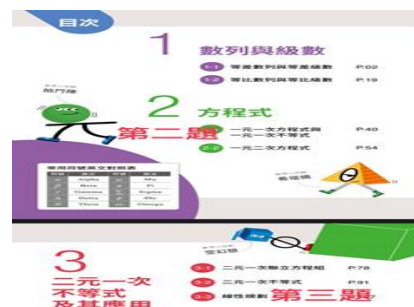 目次
1 數列與級數
1-1 等差數列與等差級數 P.02
1-2 等比數列與等比級數 P.19
2 方程式
第二題
一元一次方程式與
一元一次不等式 P.40
2-2 一元二次方程式 P.54
常用符號英文對照表
Alpha Mu
Beta Pi
Gamma Sigma
Delta Phi
Theta Omega
3
二元一次
不等式
及其應用
3-1 二元一次聯立方程組 P.78
3-2 二元一次不等式 P.91
3-3 線性規劃
第三題